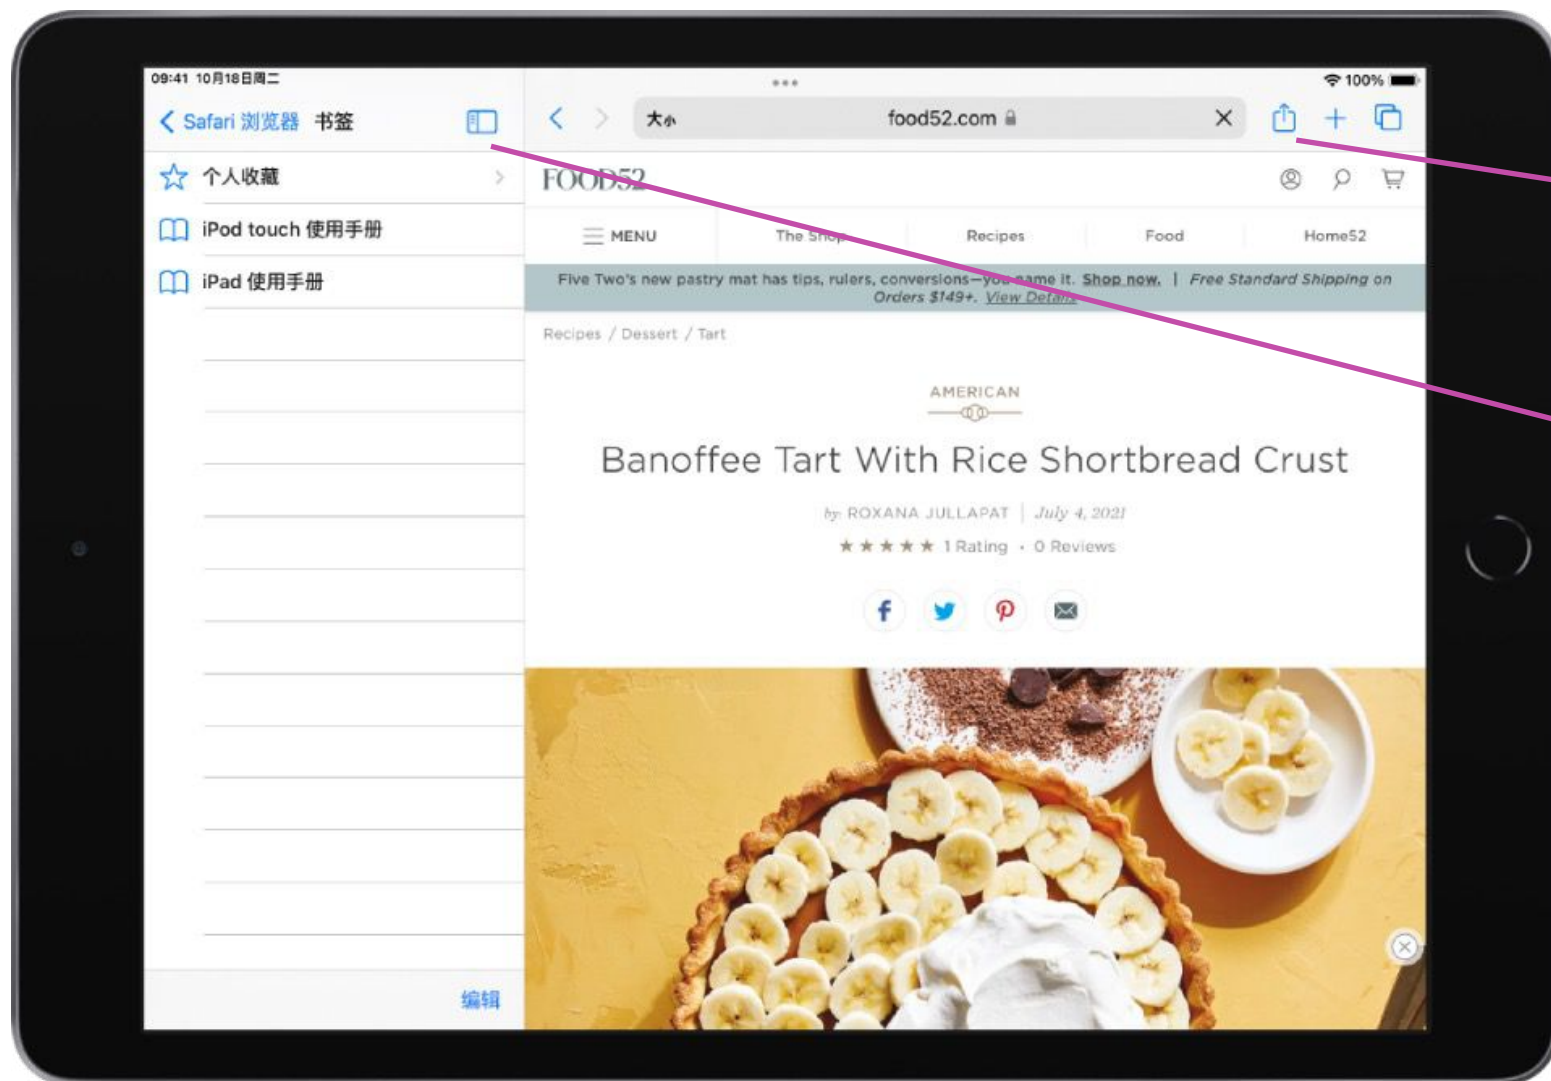 09:41 10月18日周二
100%
Safari 浏览器 书签
大小 food52.com
个人收藏
iPod touch 使用手册
iPad 使用手册
编辑
FOOD52
MENU The Shop Recipes Food Home52
Five Two's new pastry mat has tips, rulers, conversions—you name it. Shop now. | Free Standard Shipping on
Orders $149+. View Details
Recipes / Dessert / Tart
AMERICAN
Banoffee Tart With Rice Shortbread Crust
by: ROXANA JULLAPAT | July 4, 2021
★★★★★ 1 Rating • 0 Reviews